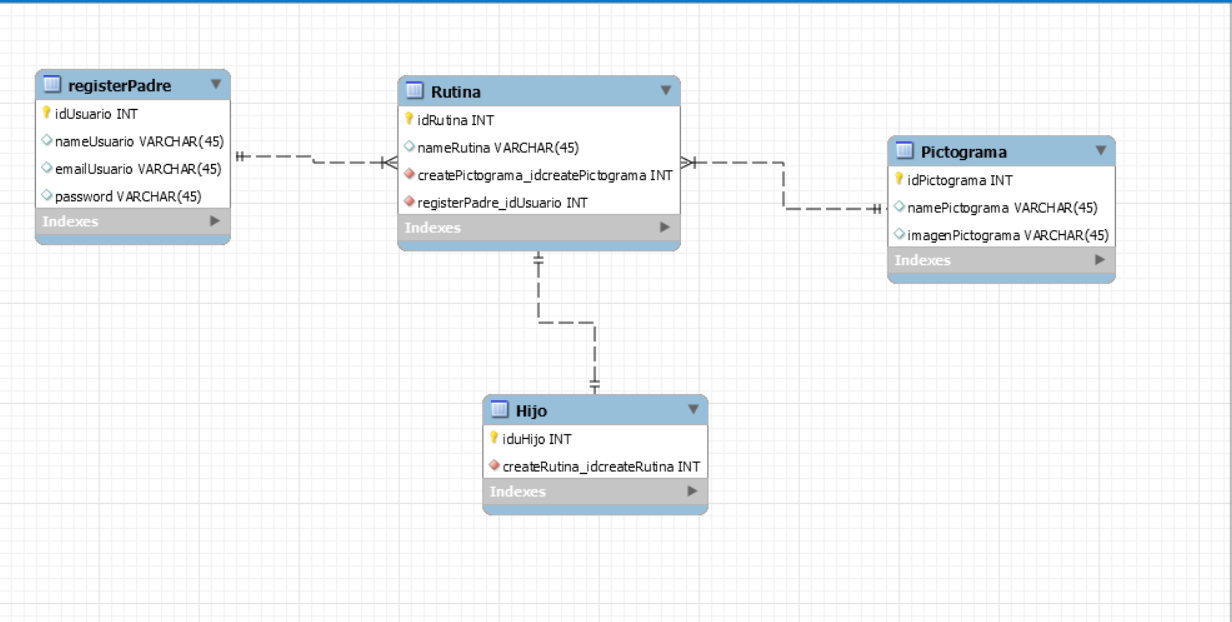 registerPadre
idUsuario INT
nameUsuario VARCHAR(45)
emailUsuario VARCHAR(45)
password VARCHAR(45)
Indexes
Rutina
idRutina INT
nameRutina VARCHAR(45)
createPictograma_idcreatePictograma INT
registerPadre_idUsuario INT
Indexes
Pictograma
idPictograma INT
namePictograma VARCHAR(45)
imagenPictograma VARCHAR(45)
Indexes
Hijo
iduHijo INT
createRutina_idcreateRutina INT
Indexes